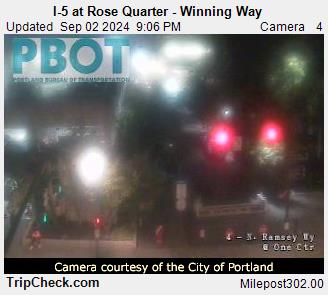 I-5 at Rose Quarter - Winning Way
Updated Sep 02 2024 9:06 PM Camera 4
PBOT
PORTLAND BUREAU OF TRANSPORTATION
4 - N. Ramsey Wy
@ One Ctr
Camera courtesy of the City of Portland
TripCheck.com Milepost302.00